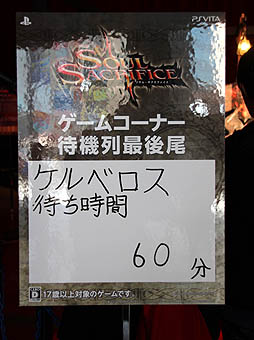 PSVITA
SOUL
SACRIFICE
ゲームコーナー
待機列最後尾
ケルベロス
待ち時間
60 分
D 17歳以上対象のゲームです